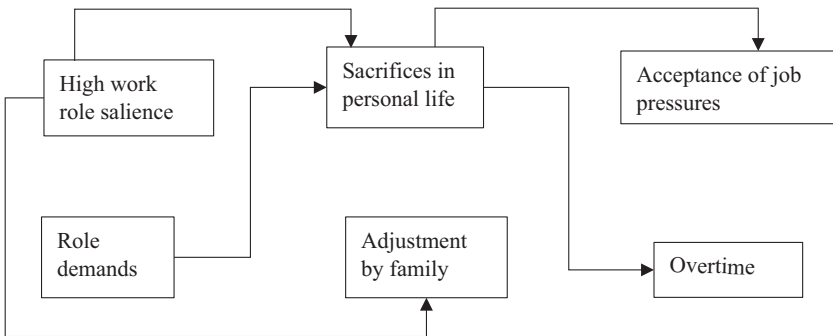 High work
role salience
Sacrifices in
personal life
Acceptance of job
pressures
Role
demands
Adjustment
by family
Overtime